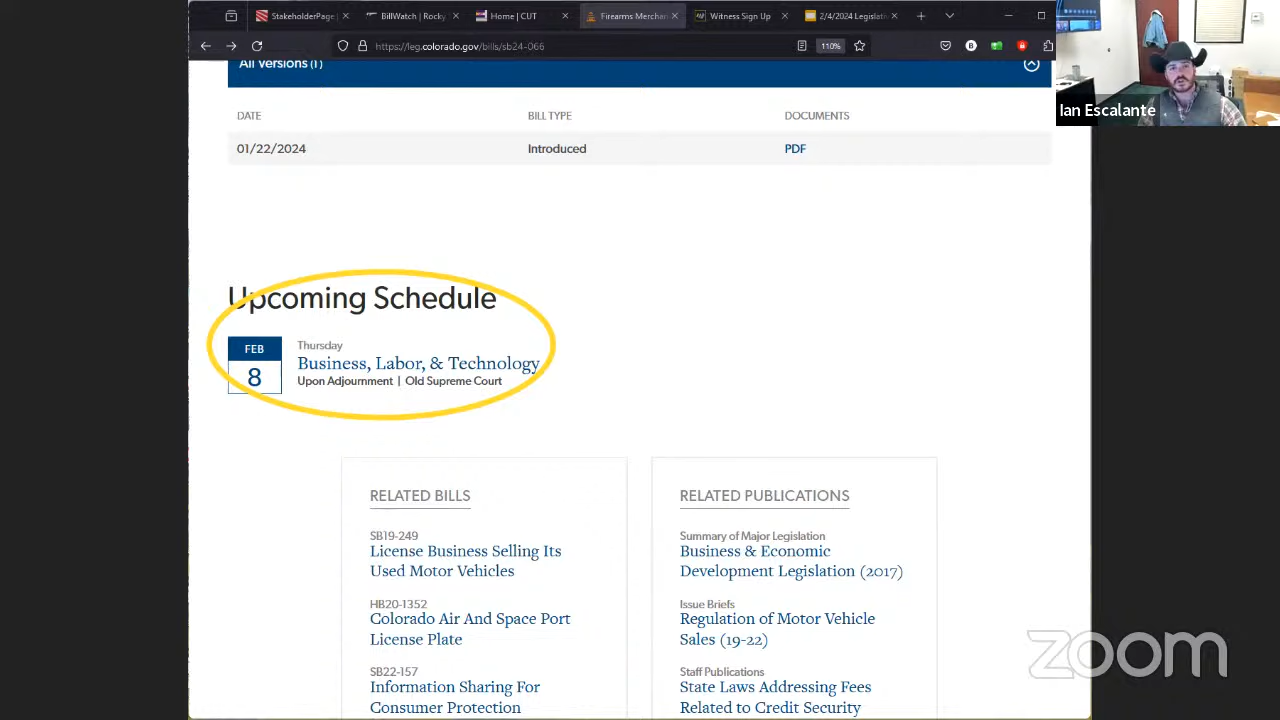 StakeholderPage |
BillWatch | Rocky
Home | CUT
Firearms Merchan
Witness Sign Up
2/4/2024 Legislati
https://leg.colorado.gov/bills/sb24-066
110%
All Versions (1)
Ian Escalante
DATE BILL TYPE DOCUMENTS
01/22/2024 Introduced PDF
Upcoming Schedule
FEB
8
Thursday
Business, Labor, & Technology
Upon Adjournment | Old Supreme Court
RELATED BILLS
SB19-249
License Business Selling Its
Used Motor Vehicles
HB20-1352
Colorado Air And Space Port
License Plate
SB22-157
Information Sharing For
Consumer Protection
RELATED PUBLICATIONS
Summary of Major Legislation
Business & Economic
Development Legislation (2017)
Issue Briefs
Regulation of Motor Vehicle
Sales (19-22)
Staff Publications
State Laws Addressing Fees
Related to Credit Security
zoom